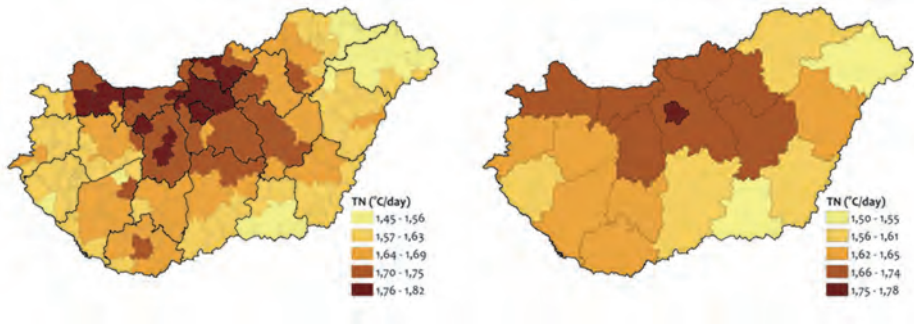 TN (°C/day)
1,45 - 1,56
1,57 - 1,63
1,64 - 1,69
1,70 - 1,75
1,76 - 1,82
TN (°C/day)
1,50 - 1,55
1,56 - 1,61
1,62 - 1,65
1,66 - 1,74
1,75 - 1,78